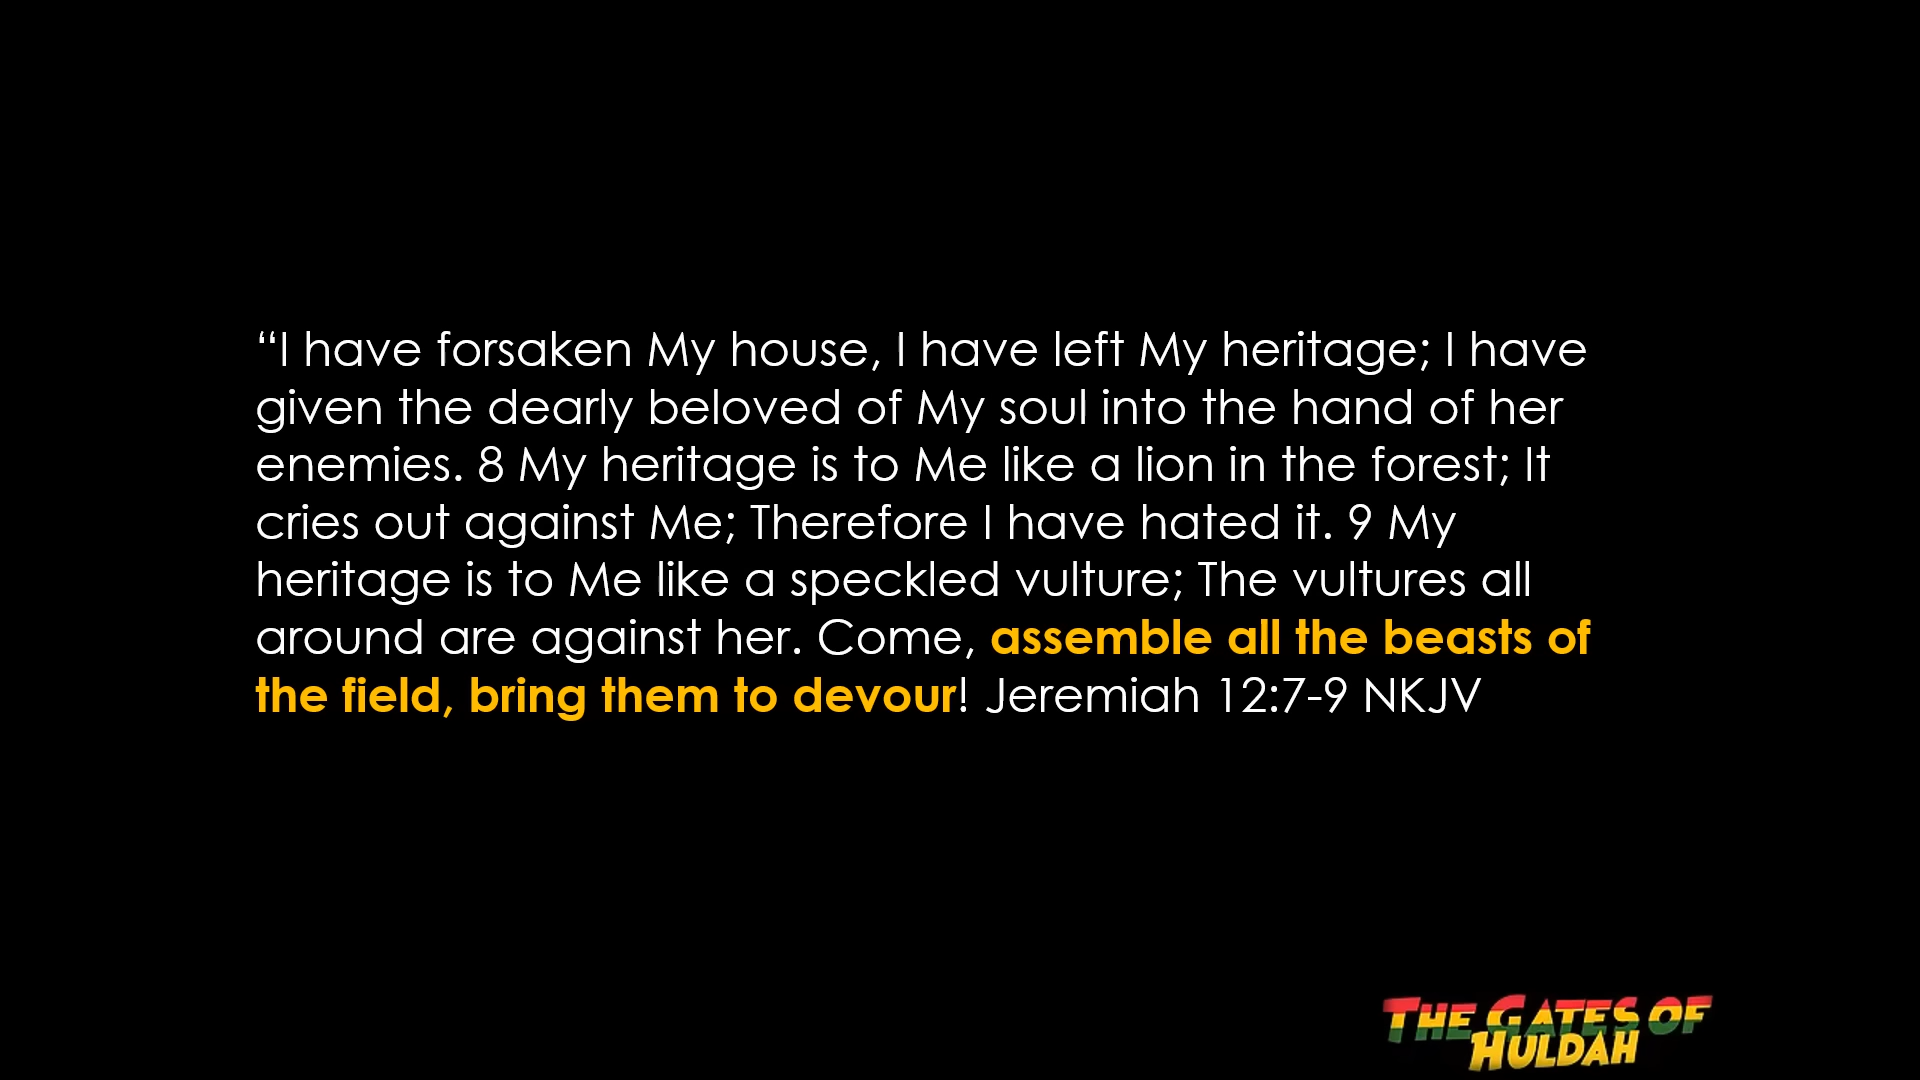 “I have forsaken My house, I have left My heritage; I have
given the dearly beloved of My soul into the hand of her
enemies. 8 My heritage is to Me like a lion in the forest; It
cries out against Me; Therefore I have hated it. 9 My
heritage is to Me like a speckled vulture; The vultures all
around are against her. Come, assemble all the beasts of
the field, bring them to devour! Jeremiah 12:7-9 NKJV
THE GATES OF
HULDAH